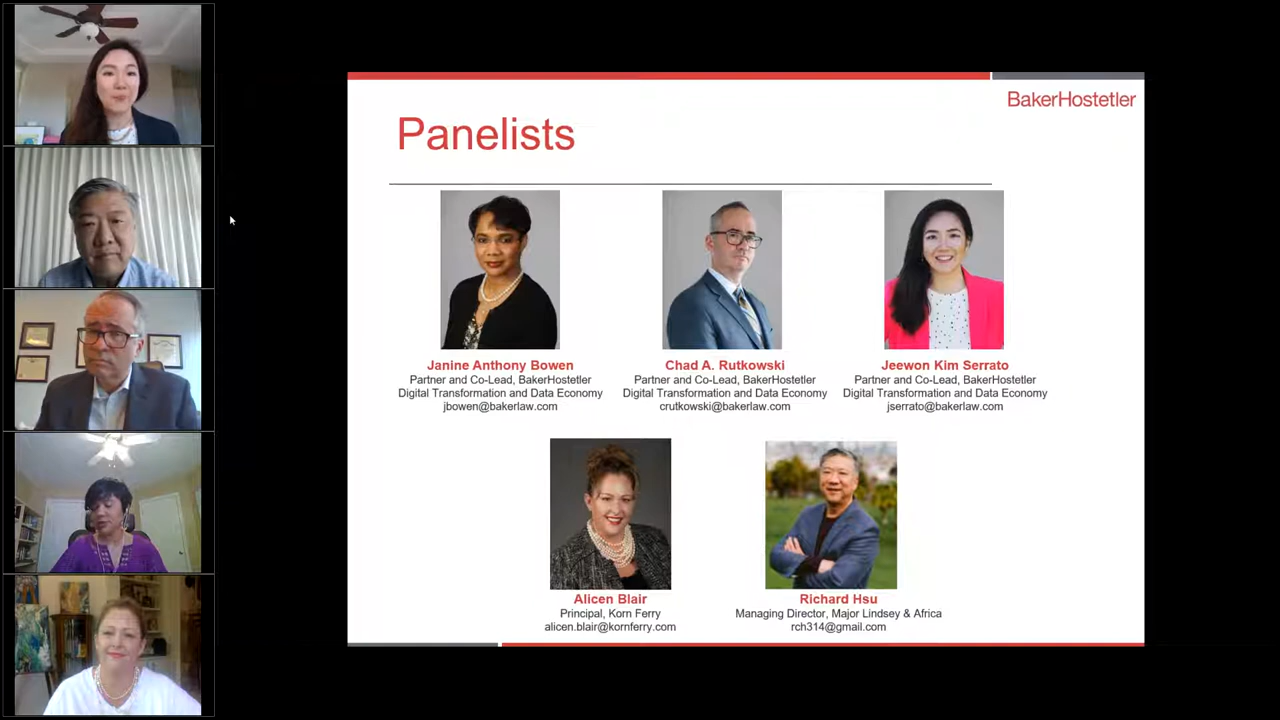 BakerHostetler
Panelists
Janine Anthony Bowen
Partner and Co-Lead, BakerHostetler
Digital Transformation and Data Economy
jbowen@bakerlaw.com
Chad A. Rutkowski
Partner and Co-Lead, BakerHostetler
Digital Transformation and Data Economy
crutkowski@bakerlaw.com
Jeewon Kim Serrato
Partner and Co-Lead, BakerHostetler
Digital Transformation and Data Economy
jserrato@bakerlaw.com
Alicen Blair
Principal, Korn Ferry
alicen.blair@kornferry.com
Richard Hsu
Managing Director, Major Lindsey & Africa
rch314@gmail.com